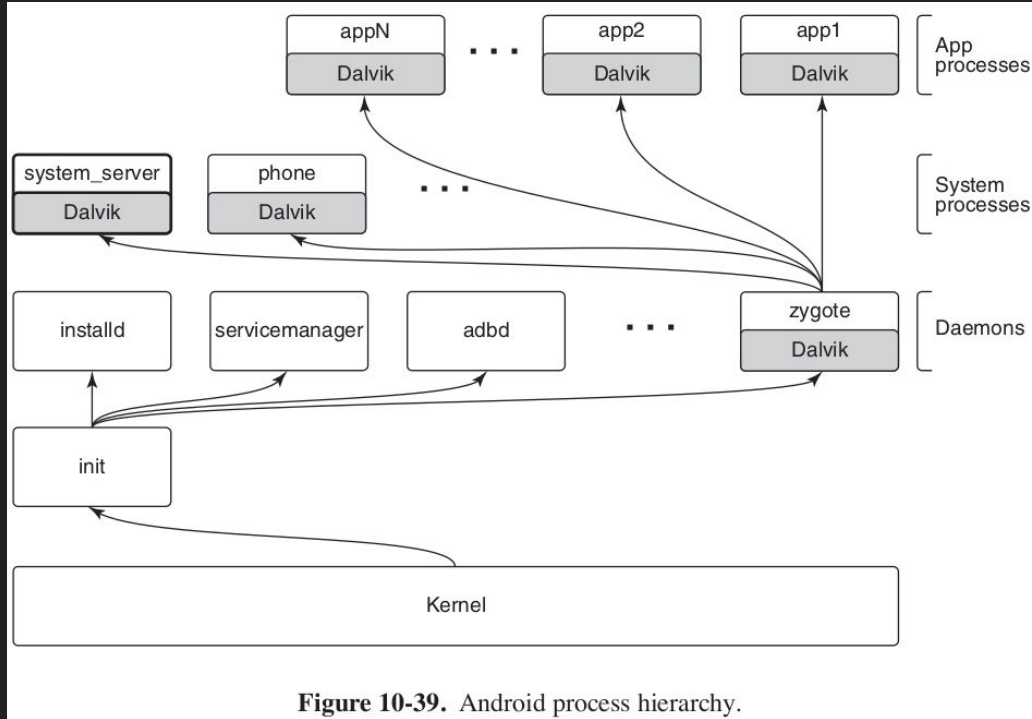 appN
▪ ▪ ▪
app2
app1
App
processes
Dalvik
Dalvik
Dalvik
system_server
phone
▪ ▪ ▪
System
processes
Dalvik
Dalvik
installd
servicemanager
adbd
▪ ▪ ▪
zygote
Daemons
Dalvik
init
Kernel
Figure 10-39. Android process hierarchy.